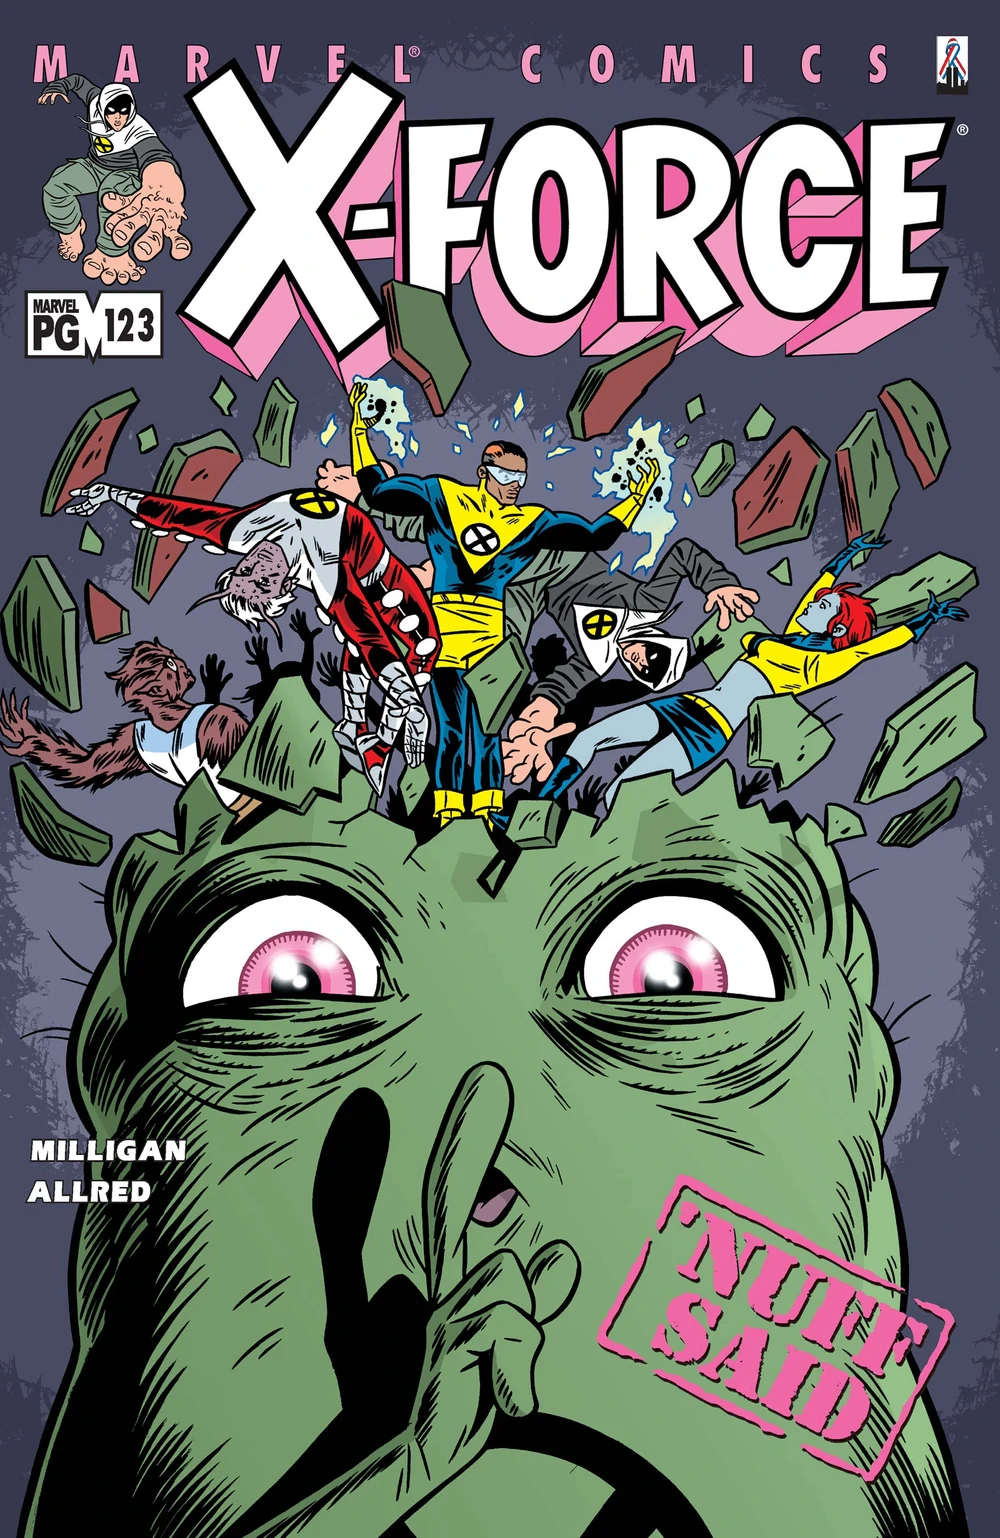 MARVEL® COMICS
X-FORCE®
MARVEL
PG 123
MILLIGAN
ALLRED
'NUFF
SAID